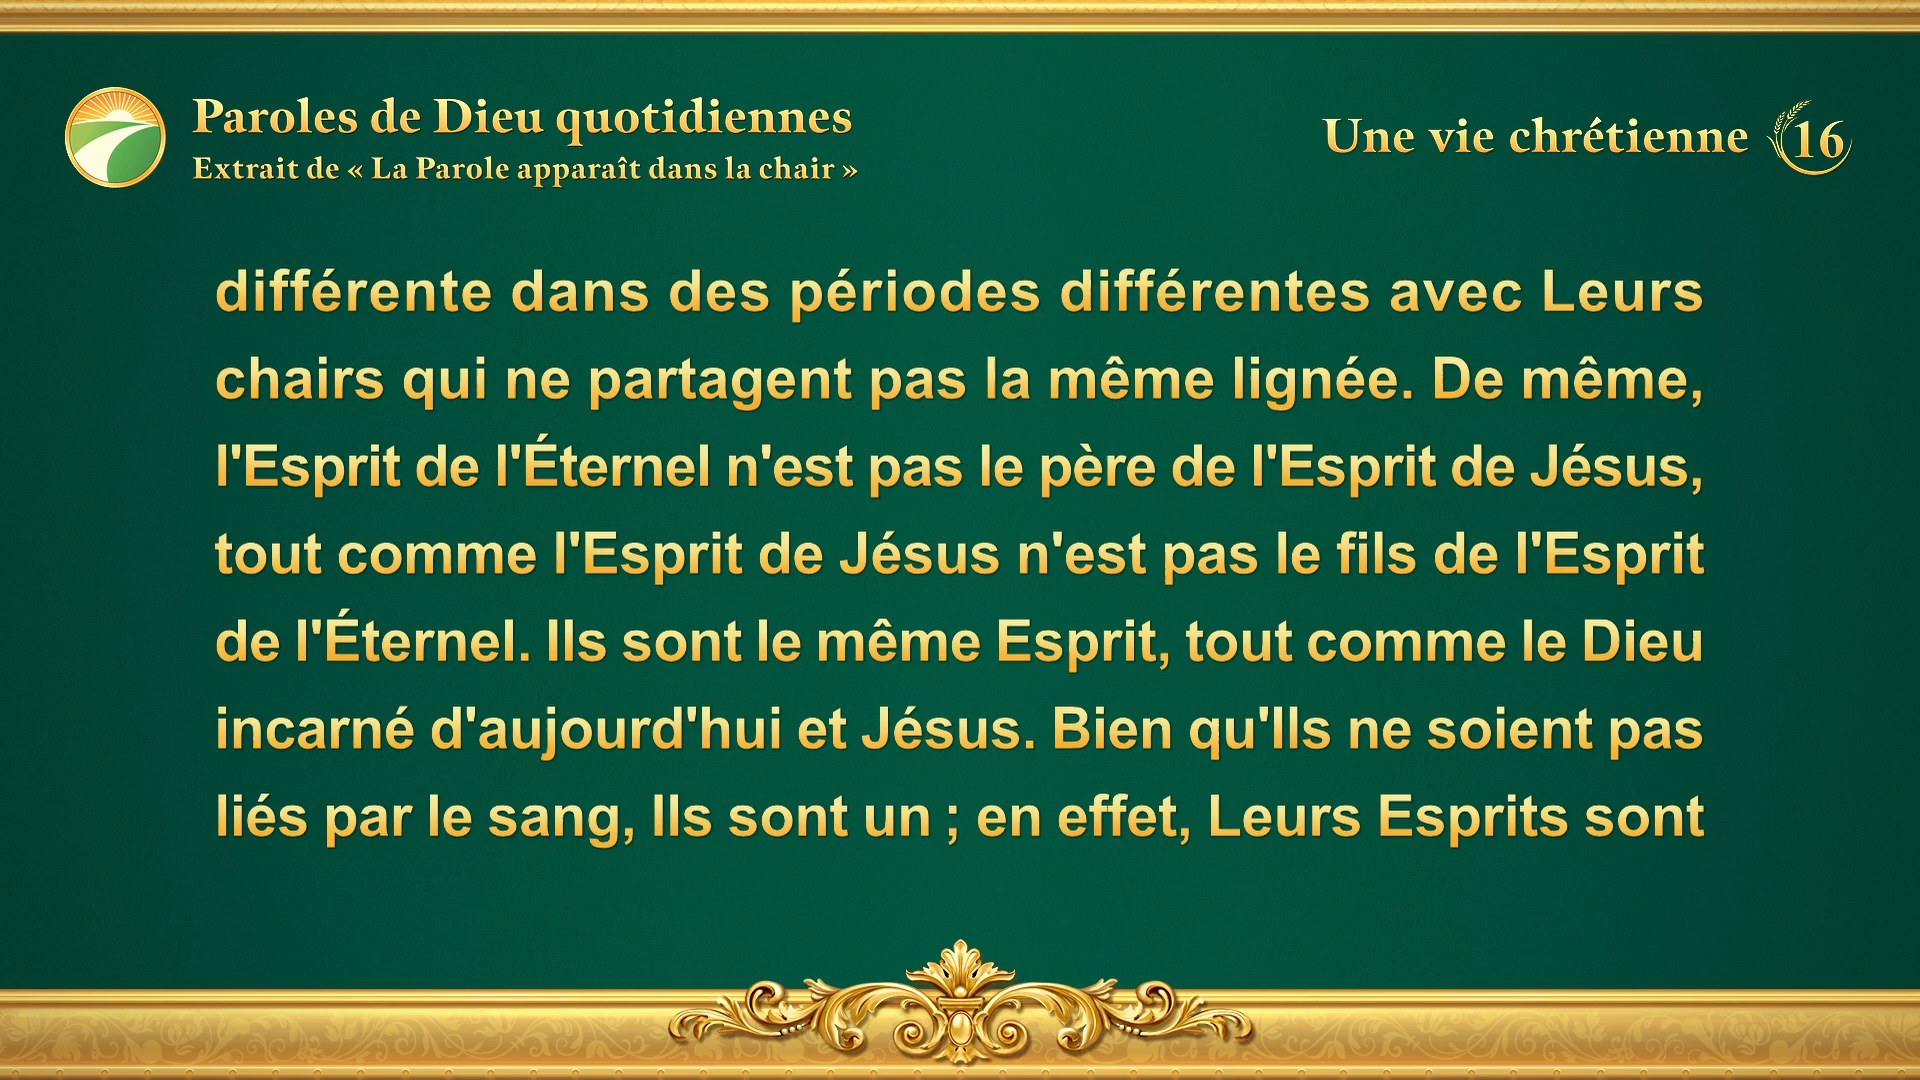 Paroles de Dieu quotidiennes
Extrait de « La Parole apparaît dans la chair »
Une vie chrétienne 16
différente dans des périodes différentes avec Leurs
chairs qui ne partagent pas la même lignée. De même,
l'Esprit de l'Éternel n'est pas le père de l'Esprit de Jésus,
tout comme l'Esprit de Jésus n'est pas le fils de l'Esprit
de l'Éternel. Ils sont le même Esprit, tout comme le Dieu
incarné d'aujourd'hui et Jésus. Bien qu'Ils ne soient pas
liés par le sang, Ils sont un ; en effet, Leurs Esprits sont